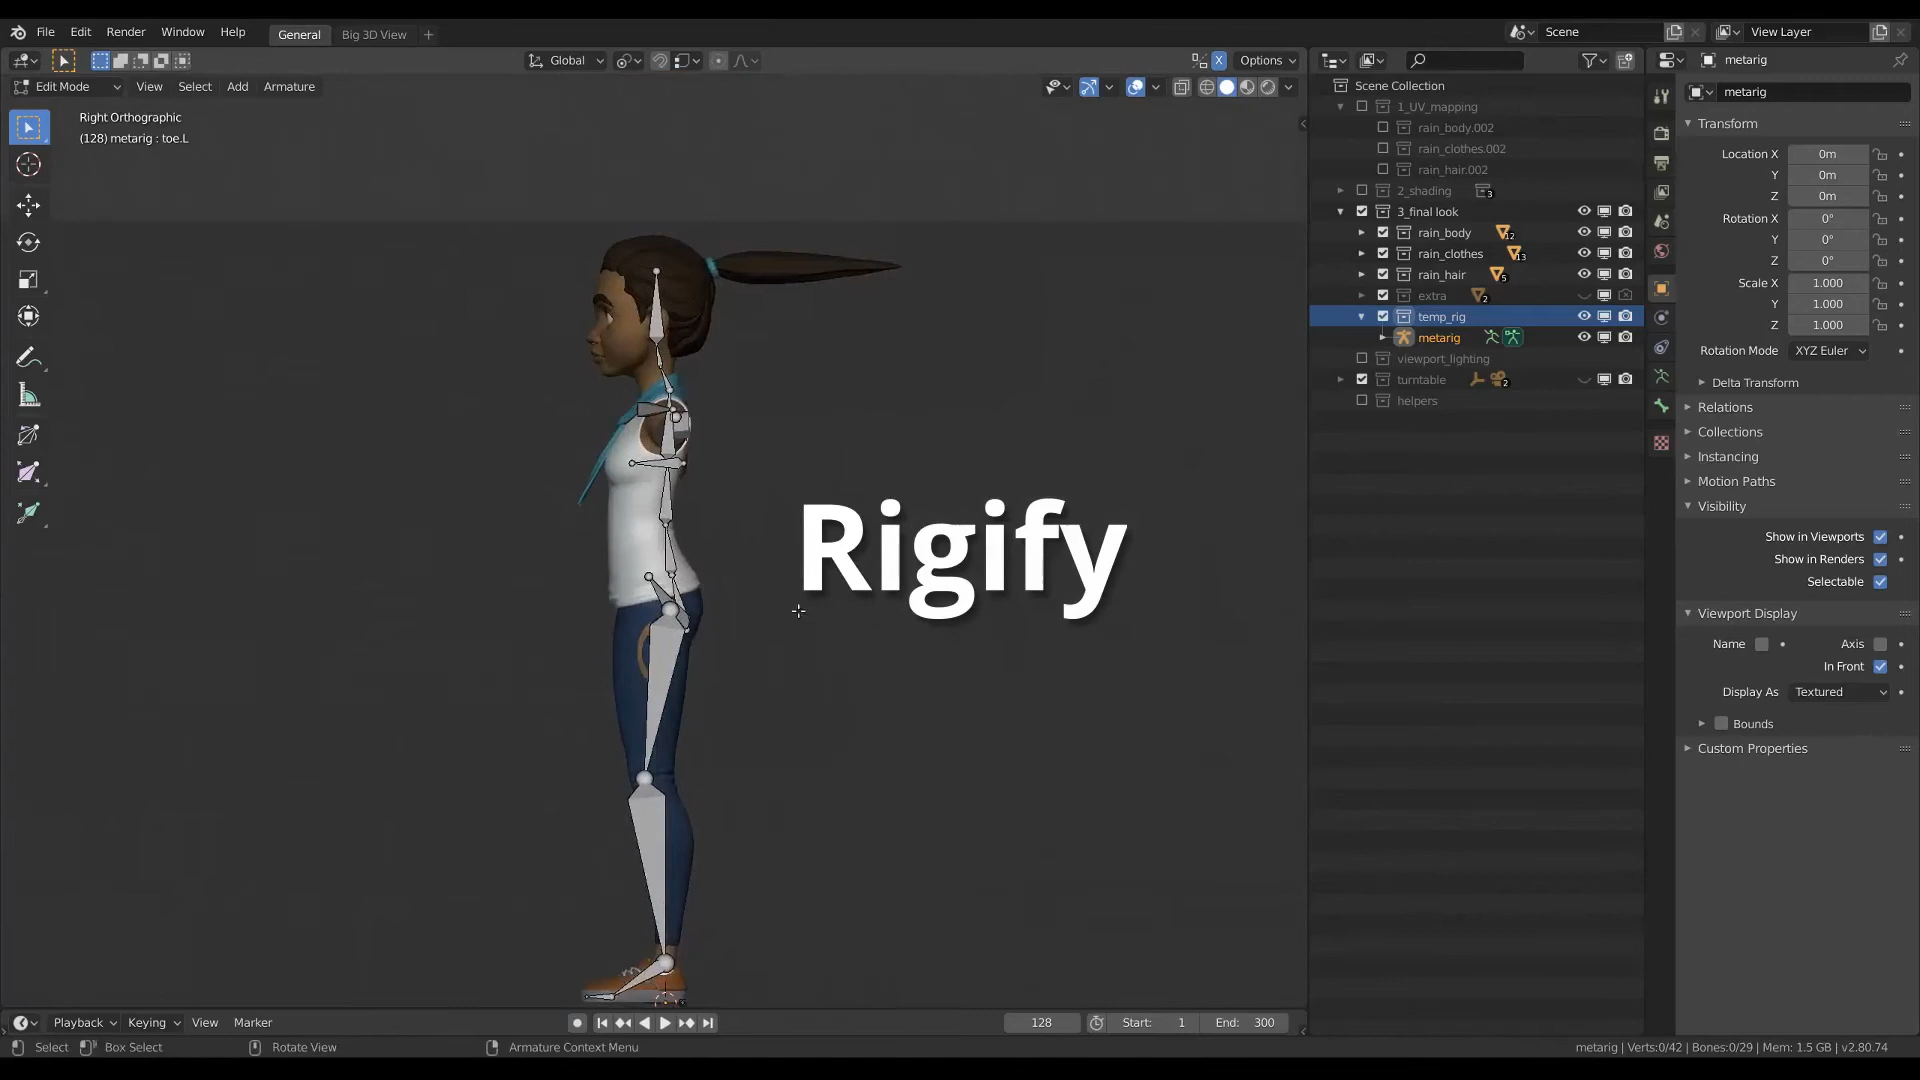 File Edit Render Window Help General Big 3D View + Scene View Layer
Global Options metarig
Edit Mode View Select Add Armature
Right Orthographic
(128) metarig : toe.L
Rigify
Scene Collection
1_UV_mapping
rain_body.002
rain_clothes.002
rain_hair.002
2_shading 3
3_final look
rain_body 12
rain_clothes 13
rain_hair 5
extra 2
temp_rig
metarig
viewport_lighting
turntable 2
helpers
metarig
Transform
Location X 0m
Y 0m
Z 0m
Rotation X 0°
Y 0°
Z 0°
Scale X 1.000
Y 1.000
Z 1.000
Rotation Mode XYZ Euler
Delta Transform
Relations
Collections
Instancing
Motion Paths
Visibility
Show in Viewports
Show in Renders
Selectable
Viewport Display
Name Axis
In Front
Display As Textured
Bounds
Custom Properties
Playback Keying View Marker 128 Start: 1 End: 300
Select Box Select Rotate View Armature Context Menu metarig | Verts:0/42 | Bones:0/29 | Mem: 1.5 GB | v2.80.74